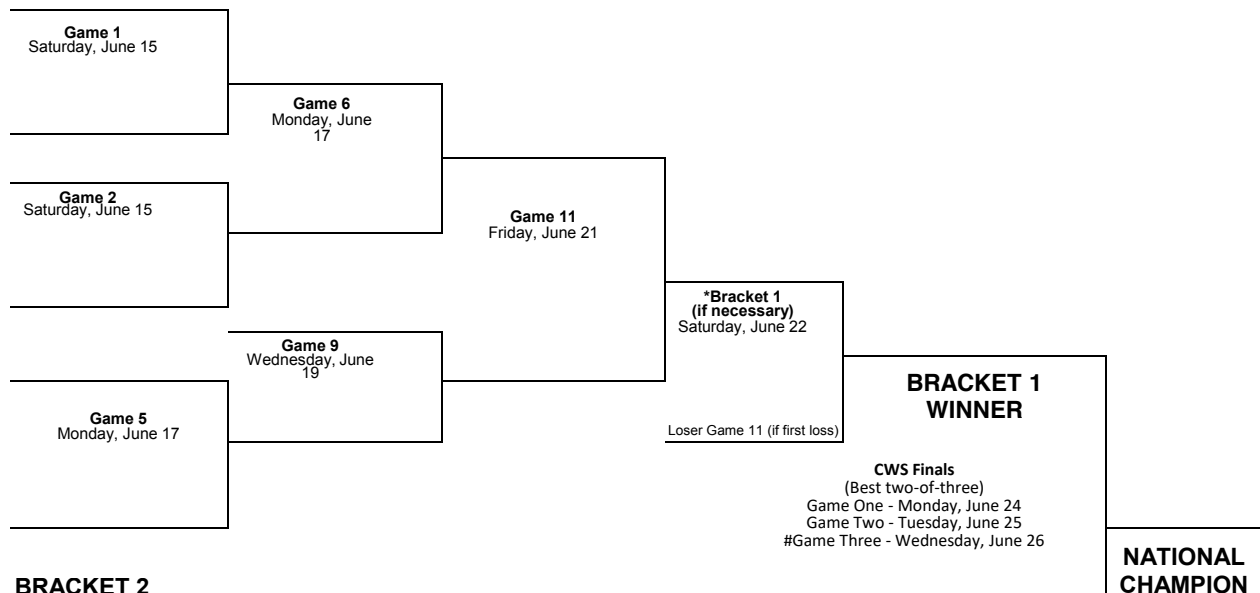 Game 1
Saturday, June 15
Game 6
Monday, June
17
Game 2
Saturday, June 15
Game 11
Friday, June 21
*Bracket 1
(if necessary)
Saturday, June 22
Game 9
Wednesday, June
19
BRACKET 1
WINNER
Game 5
Monday, June 17
Loser Game 11 (if first loss)
CWS Finals
(Best two-of-three)
Game One - Monday, June 24
Game Two - Tuesday, June 25
#Game Three - Wednesday, June 26
NATIONAL
CHAMPION
BRACKET 2